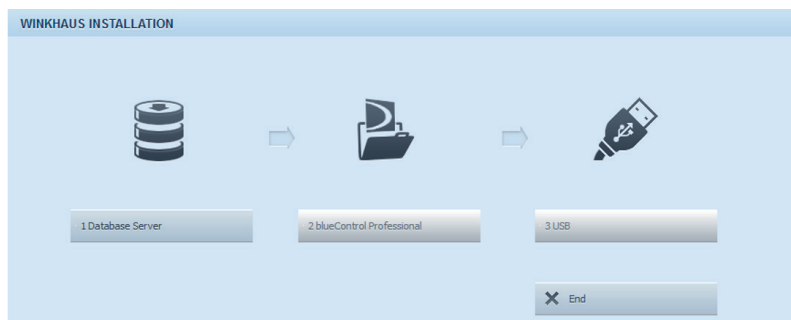 WINKHAUS INSTALLATION
1 Database Server
2 blueControl Professional
3 USB
End